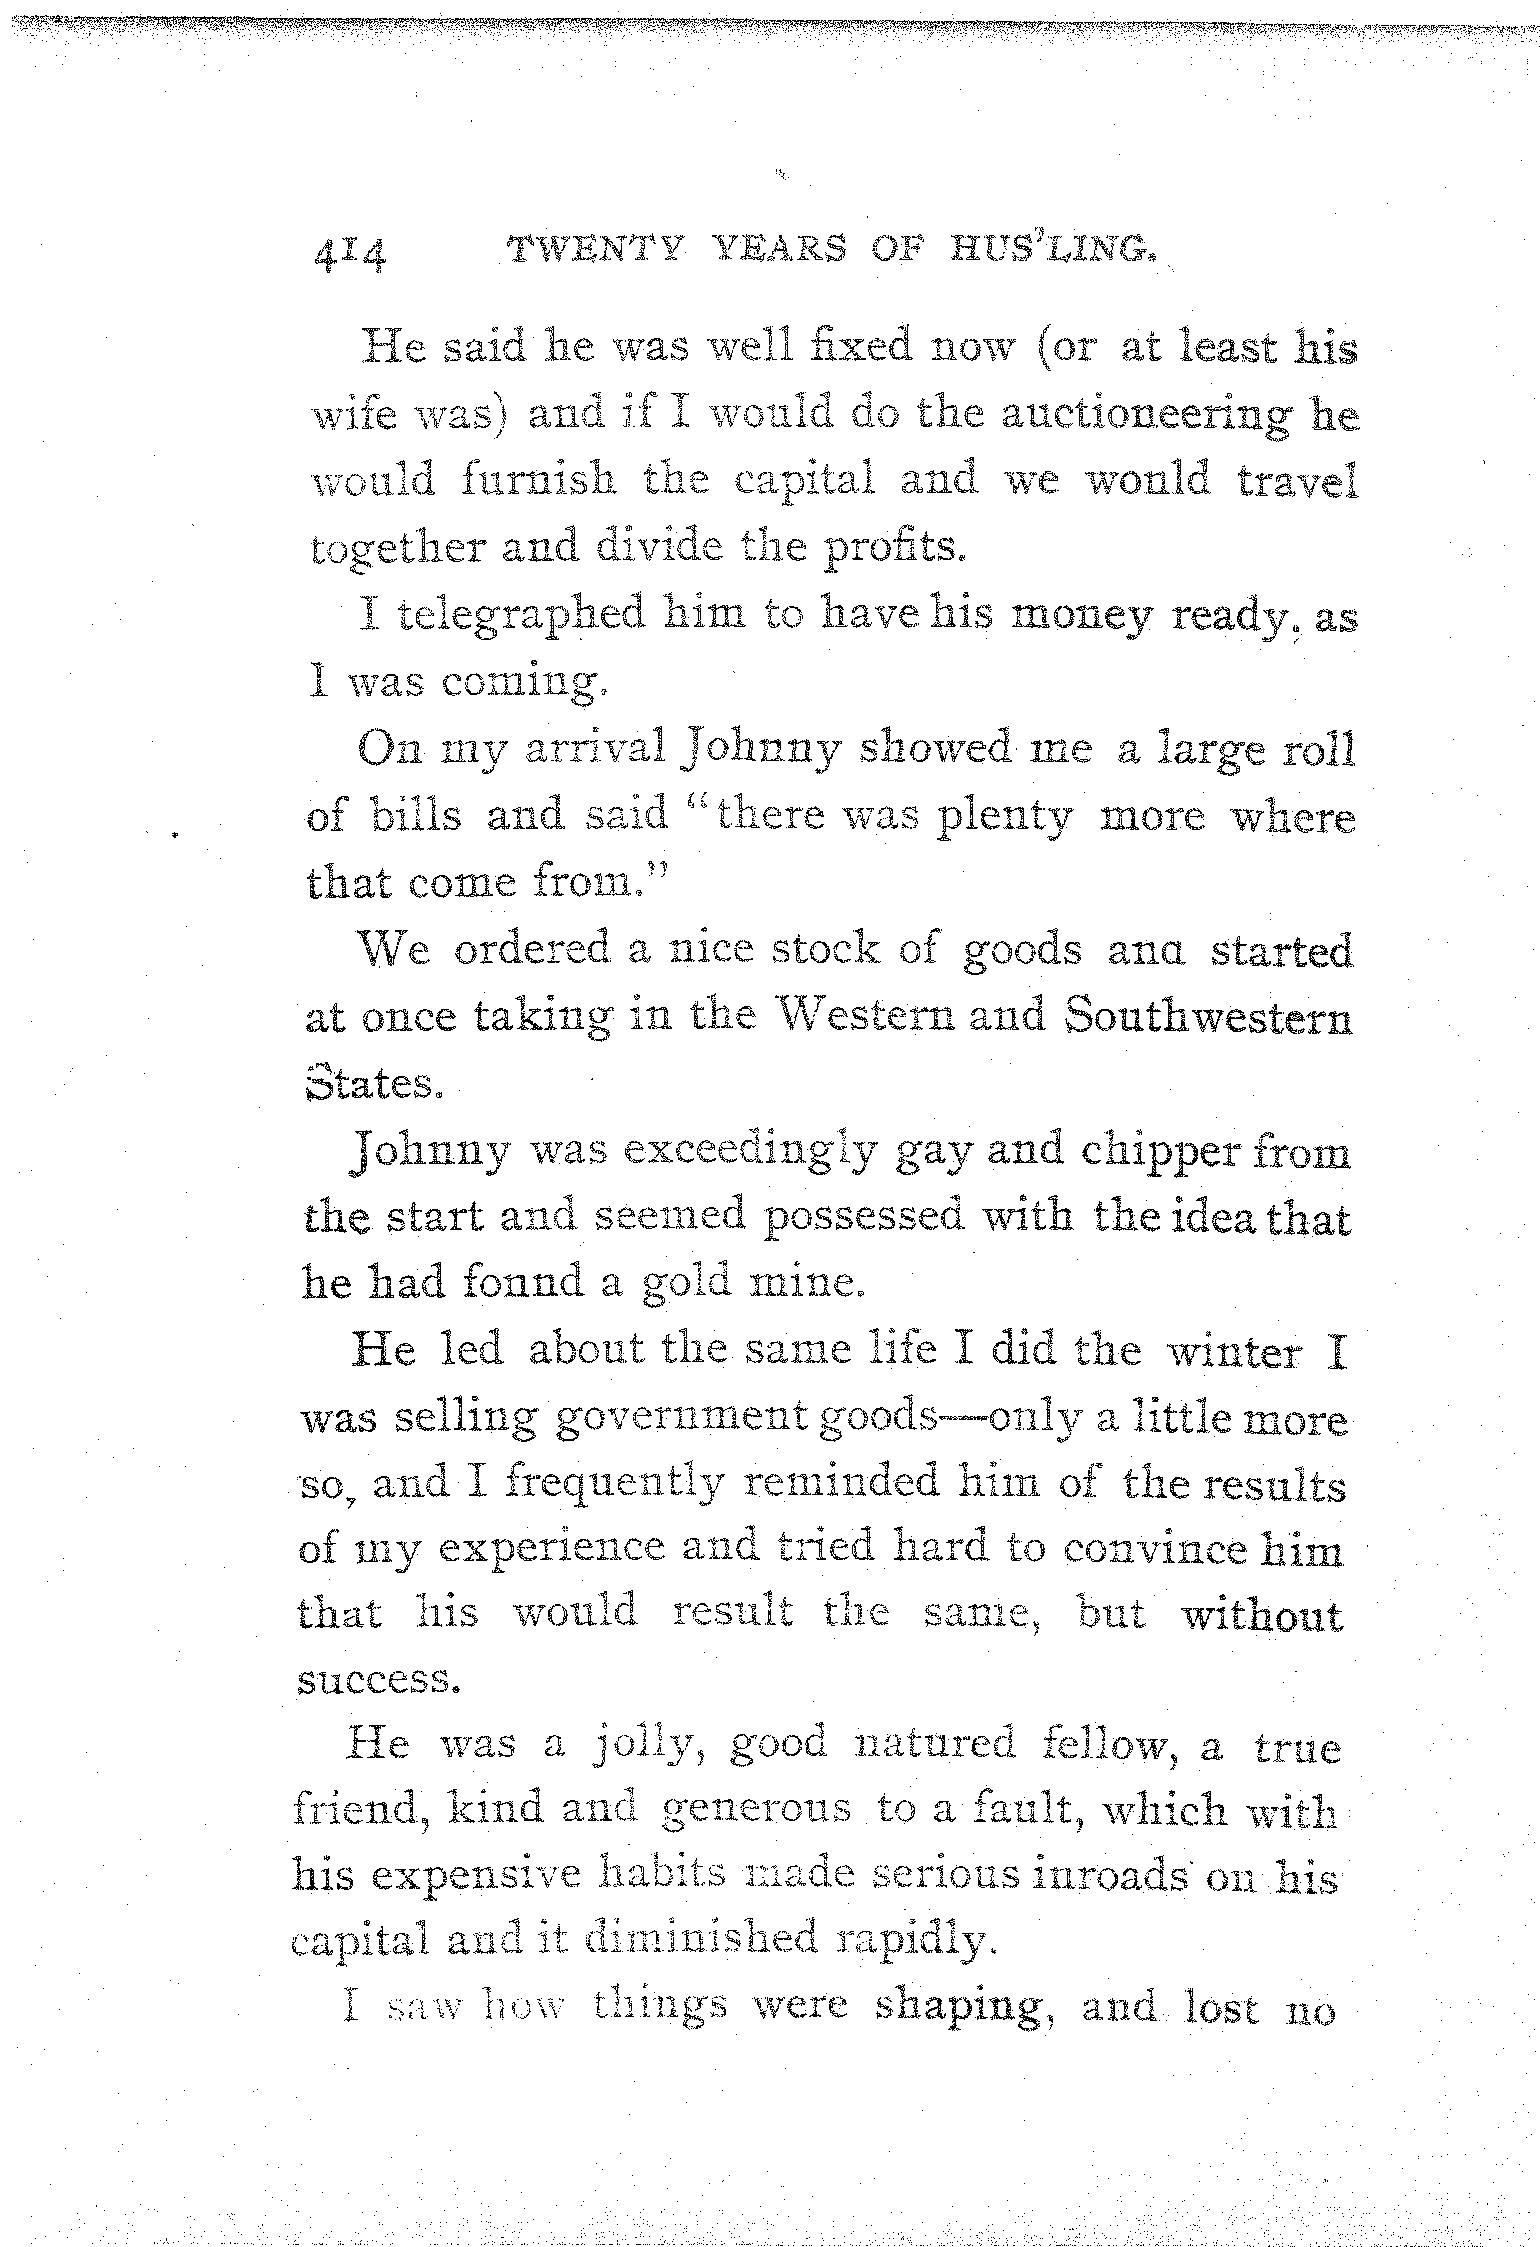 414 TWENTY YEARS OF HUS'LING.
He said he was well fixed now (or at least his
wife was) and if I would do the auctioneering he
would furnish the capital and we wonld travel
together and divide the profits.
I telegraphed him to have his money ready, as
I was coming.
On my arrival Johnny showed me a large roll
of bills and said "there was plenty more where
that come from."
We ordered a nice stock of goods and started
at once taking in the Western and Southwestern
States.
Johnny was exceedingly gay and chipper from
the start and seemed possessed with the idea that
he had fonnd a gold mine.
He led about the same life I did the winter I
was selling government goods—only a little more
so, and I frequently reminded him of the results
of my experience and tried hard to convince him
that his would result the same, but without
success.
He was a jolly, good natured fellow, a true
friend, kind and generous to a fault, which with
his expensive habits made serious inroads on his
capital and it diminished rapidly.
I saw how things were shaping, and lost no